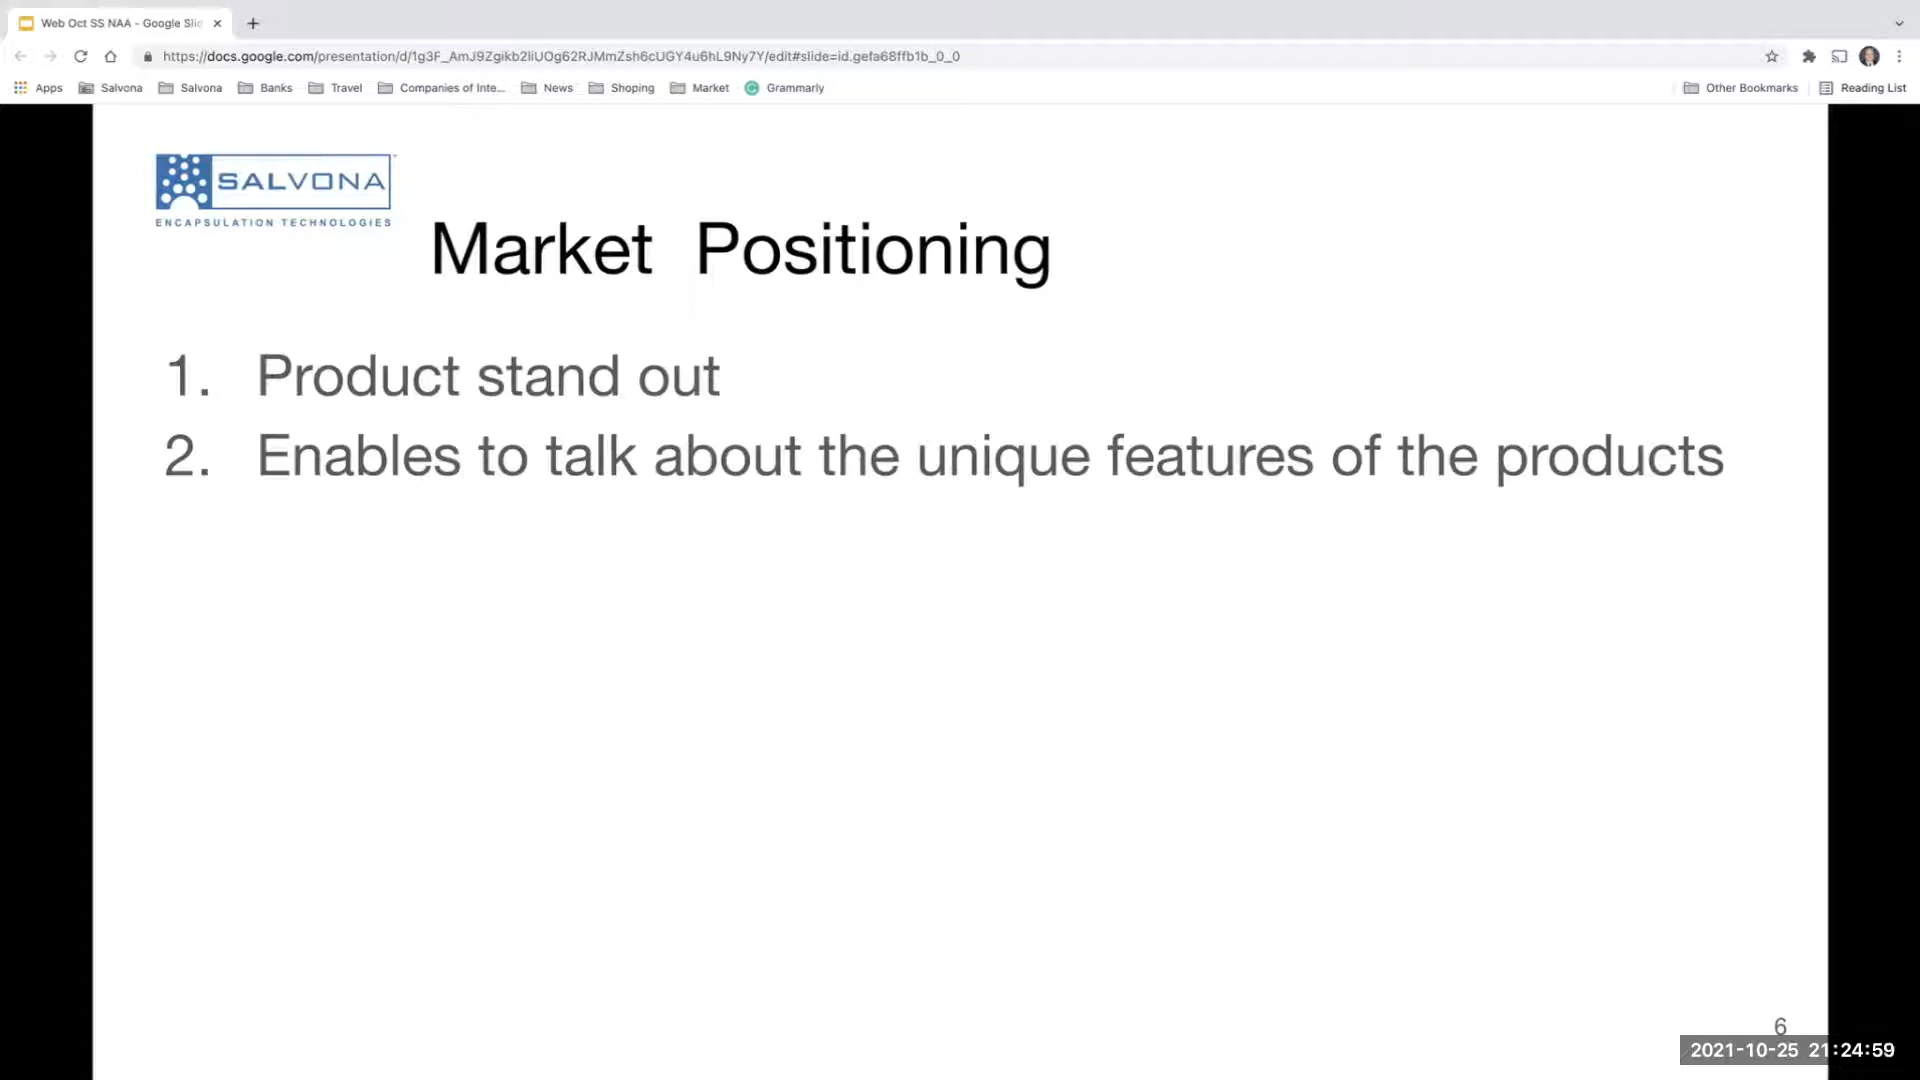 Web Oct SS NAA - Google Slid
https://docs.google.com/presentation/d/1g3F_AmJ9Zgikb2liUOg62RJMmZsh6cUGY4u6hL9Ny7Y/edit#slide=id.gefa68ffb1b_0_0
Apps Salvona Salvona Banks Travel Companies of Inte... News Shoping Market Grammarly Other Bookmarks Reading List
SALVONA
ENCAPSULATION TECHNOLOGIES
Market Positioning
1. Product stand out
2. Enables to talk about the unique features of the products
6
2021-10-25 21:24:59